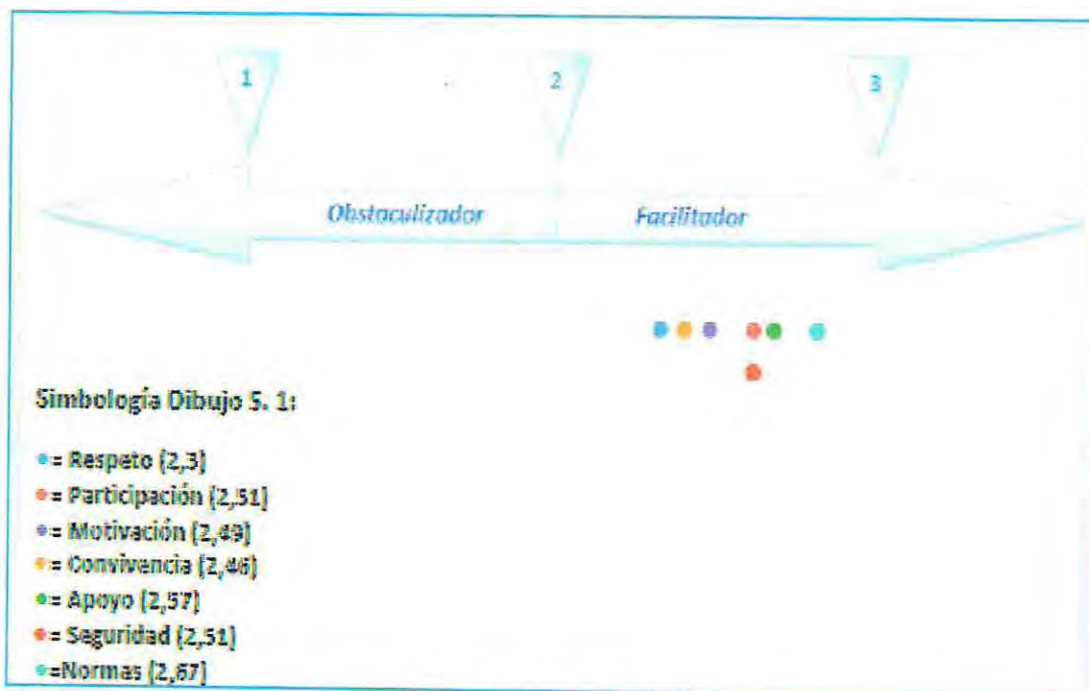 1 2 3
Obstaculizador Facilitador
Simbología Dibujo 5. 1:
= Respeto (2,3)
= Participación (2,51)
= Motivación (2,49)
= Convivencia (2,46)
= Apoyo (2,57)
= Seguridad (2,51)
=Normas (2,67)